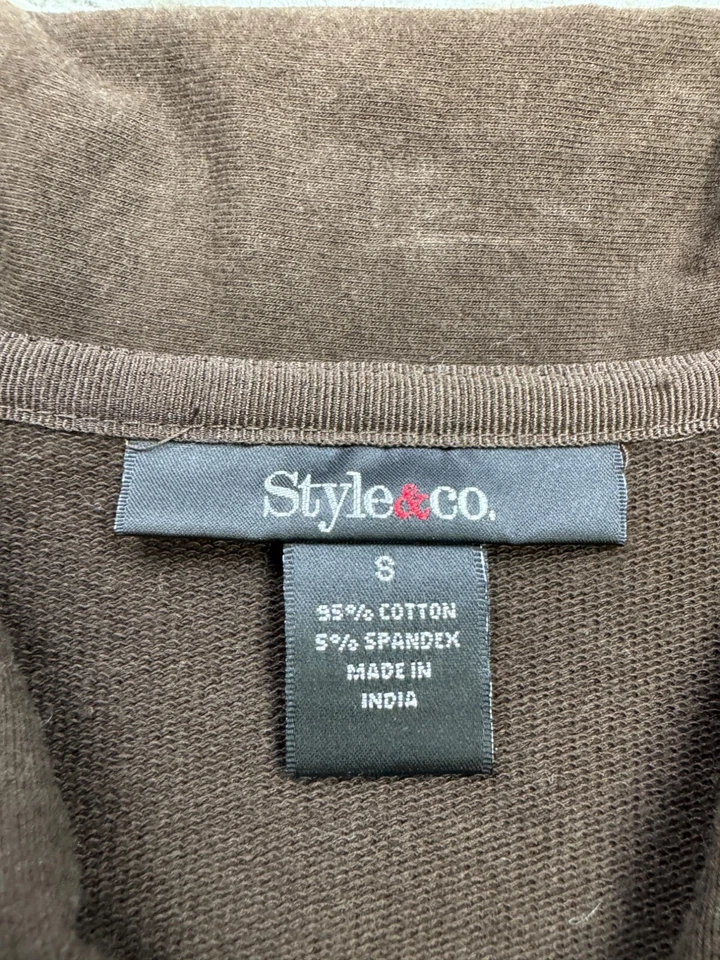 Style&co.
S
95% COTTON
5% SPANDEX
MADE IN
INDIA